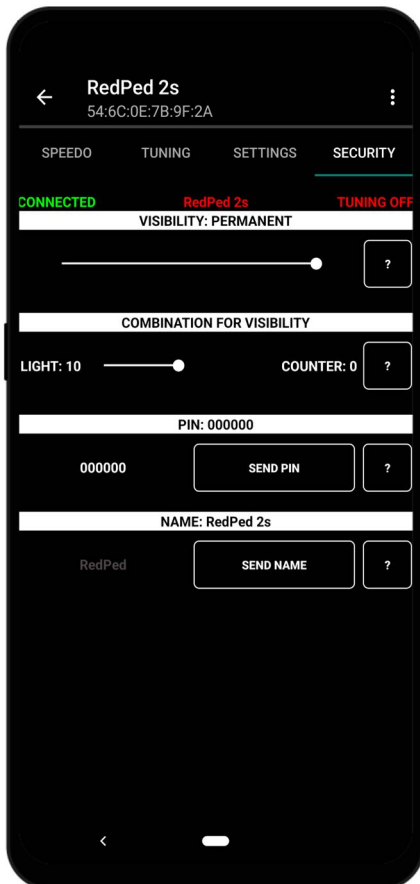 RedPed 2s
54:6C:0E:7B:9F:2A
SPEEDO TUNING SETTINGS SECURITY
CONNECTED RedPed 2s TUNING OFF
VISIBILITY: PERMANENT
?
COMBINATION FOR VISIBILITY
LIGHT: 10 COUNTER: 0 ?
PIN: 000000
000000 SEND PIN ?
NAME: RedPed 2s
RedPed SEND NAME ?